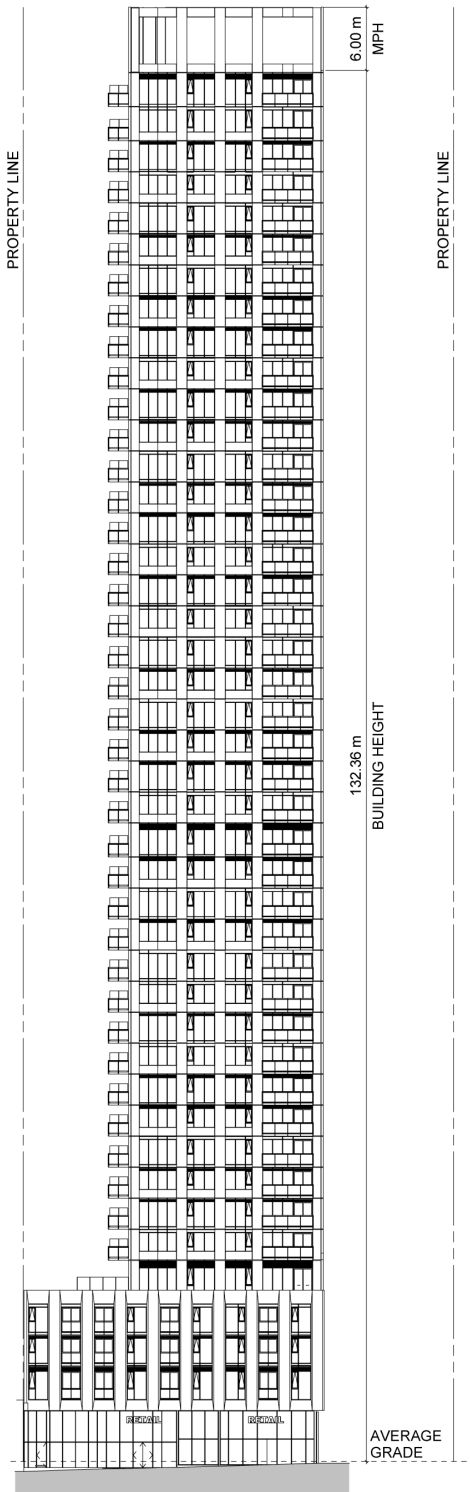 6.00 m
MPH
PROPERTY LINE
PROPERTY LINE
132.36 m
BUILDING HEIGHT
RETAIL
RETAIL
AVERAGE
GRADE